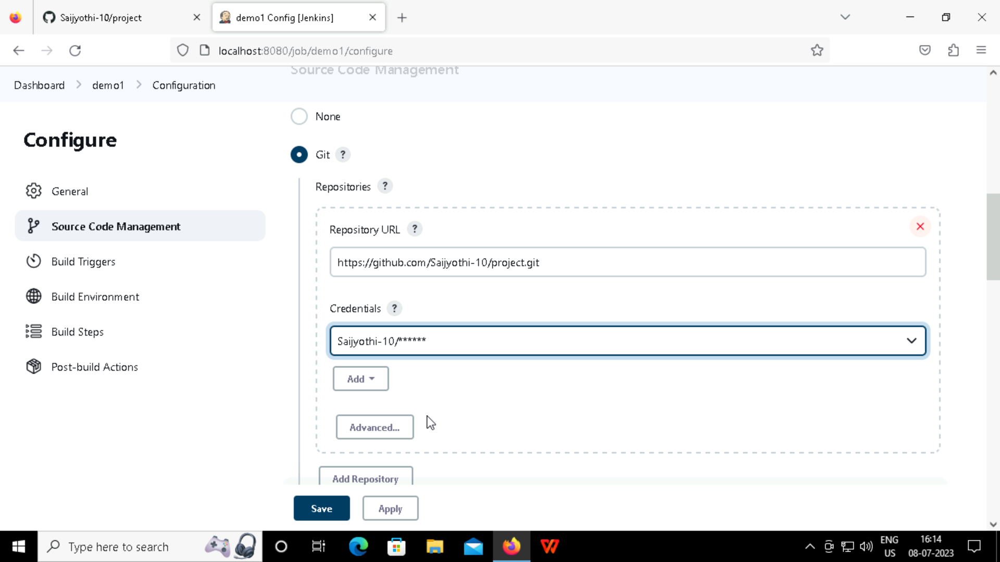 Saijyothi-10/project
demo1 Config [Jenkins]
localhost:8080/job/demo1/configure
Source Code Management
Dashboard
demo1
Configuration
Configure
General
Source Code Management
Build Triggers
Build Environment
Build Steps
Post-build Actions
None
Git ?
Repositories ?
Repository URL ?
https://github.com/Saijyothi-10/project.git
Credentials ?
Saijyothi-10/******
Add
Advanced...
Add Repository
Save
Apply
Type here to search
ENG
US
16:14
08-07-2023